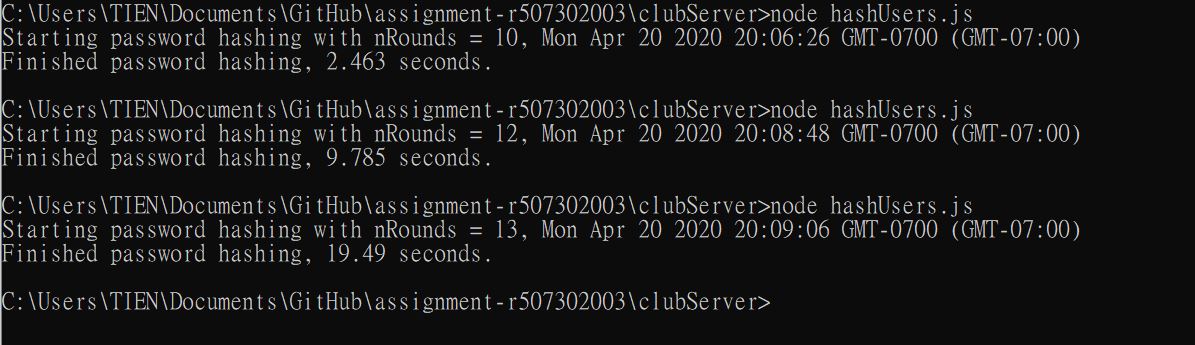 C:\Users\TIEN\Documents\GitHub\assignment-r507302003\clubServer>node hashUsers.js
Starting password hashing with nRounds = 10, Mon Apr 20 2020 20:06:26 GMT-0700 (GMT-07:00)
Finished password hashing, 2.463 seconds.
C:\Users\TIEN\Documents\GitHub\assignment-r507302003\clubServer>node hashUsers.js
Starting password hashing with nRounds = 12, Mon Apr 20 2020 20:08:48 GMT-0700 (GMT-07:00)
Finished password hashing, 9.785 seconds.
C:\Users\TIEN\Documents\GitHub\assignment-r507302003\clubServer>node hashUsers.js
Starting password hashing with nRounds = 13, Mon Apr 20 2020 20:09:06 GMT-0700 (GMT-07:00)
Finished password hashing, 19.49 seconds.
C:\Users\TIEN\Documents\GitHub\assignment-r507302003\clubServer>